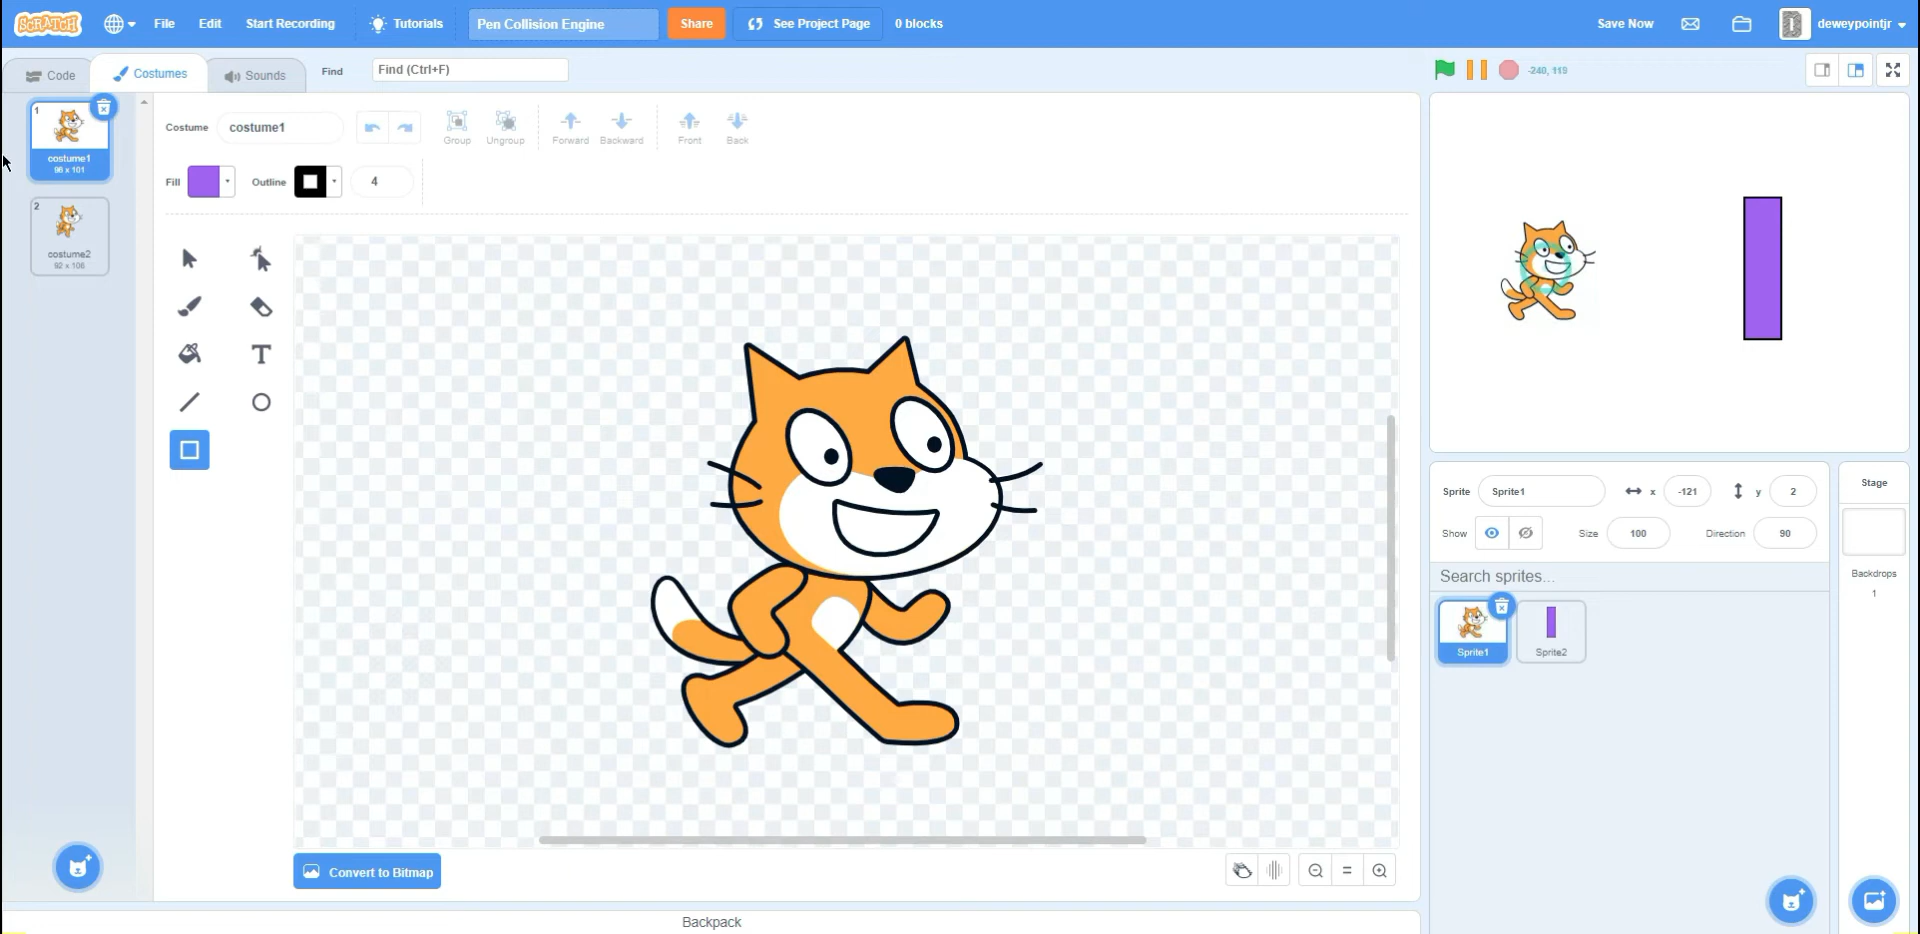 SCRATCH File Edit Start Recording Tutorials Pen Collision Engine Share See Project Page 0 blocks Save Now deweypointjr
Code Costumes Sounds Find Find (Ctrl+F) -240, 119
1
costume1
96 x 101
2
costume2
92 x 106
Costume costume1 Group Ungroup Forward Backward Front Back
Fill Outline 4
T
Convert to Bitmap
Backpack
Sprite Sprite1 x -121 y 2
Show Size 100 Direction 90
Search sprites...
Sprite1 Sprite2
Stage
Backdrops
1